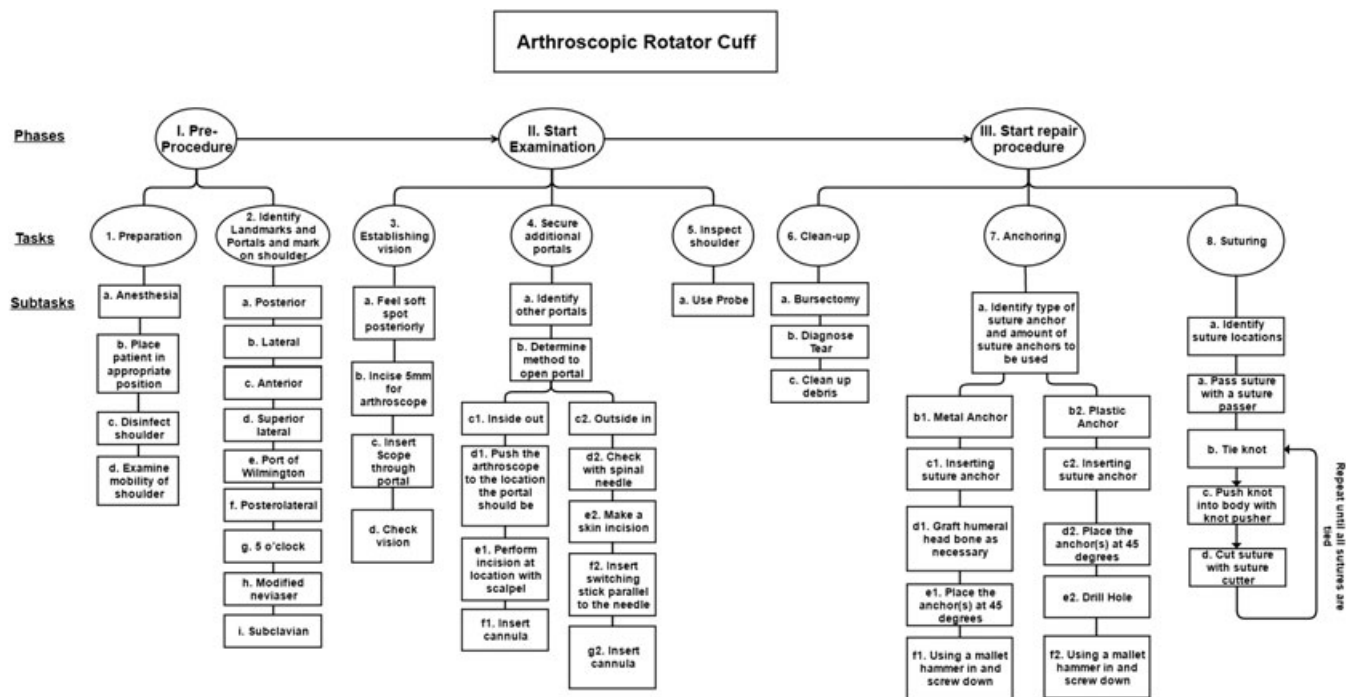 Arthroscopic Rotator Cuff
Phases
I. Pre-
Procedure
II. Start
Examination
III. Start repair
procedure
Tasks
1. Preparation
2. Identify
Landmarks and
Portals and mark
on shoulder
3.
Establishing
vision
4. Secure
additional
portals
5. Inspect
shoulder
6. Clean-up
7. Anchoring
8. Suturing
Subtasks
a. Anesthesia
b. Place
patient in
appropriate
position
c. Disinfect
shoulder
d. Examine
mobility of
shoulder
a. Posterior
b. Lateral
c. Anterior
d. Superior
lateral
e. Port of
Wilmington
f. Posterolateral
g. 5 o'clock
h. Modified
neviaser
i. Subclavian
a. Feel soft
spot
posteriorly
b. Incise 5mm
for
arthroscope
c. Insert
Scope
through
portal
d. Check
vision
a. Identify
other portals
b. Determine
method to
open portal
c1. Inside out
d1. Push the
arthroscope
to the location
the portal
should be
e1. Perform
incision at
location with
scalpel
f1. Insert
cannula
c2. Outside in
d2. Check
with spinal
needle
e2. Make a
skin incision
f2. Insert
switching
stick parallel
to the needle
g2. Insert
cannula
a. Use Probe
a. Bursectomy
b. Diagnose
Tear
c. Clean up
debris
a. Identify type of
suture anchor
and amount of
suture anchors to
be used
b1. Metal Anchor
c1. Inserting
suture anchor
d1. Graft humeral
head bone as
necessary
e1. Place the
anchor(s) at 45
degrees
f1. Using a mallet
hammer in and
screw down
b2. Plastic
Anchor
c2. Inserting
suture anchor
d2. Place the
anchor(s) at 45
degrees
e2. Drill Hole
f2. Using a mallet
hammer in and
screw down
a. Identify
suture locations
a. Pass suture
with a suture
passer
b. Tie knot
c. Push knot
into body with
knot pusher
d. Cut suture
with suture
cutter
Repeat until all sutures are
tied